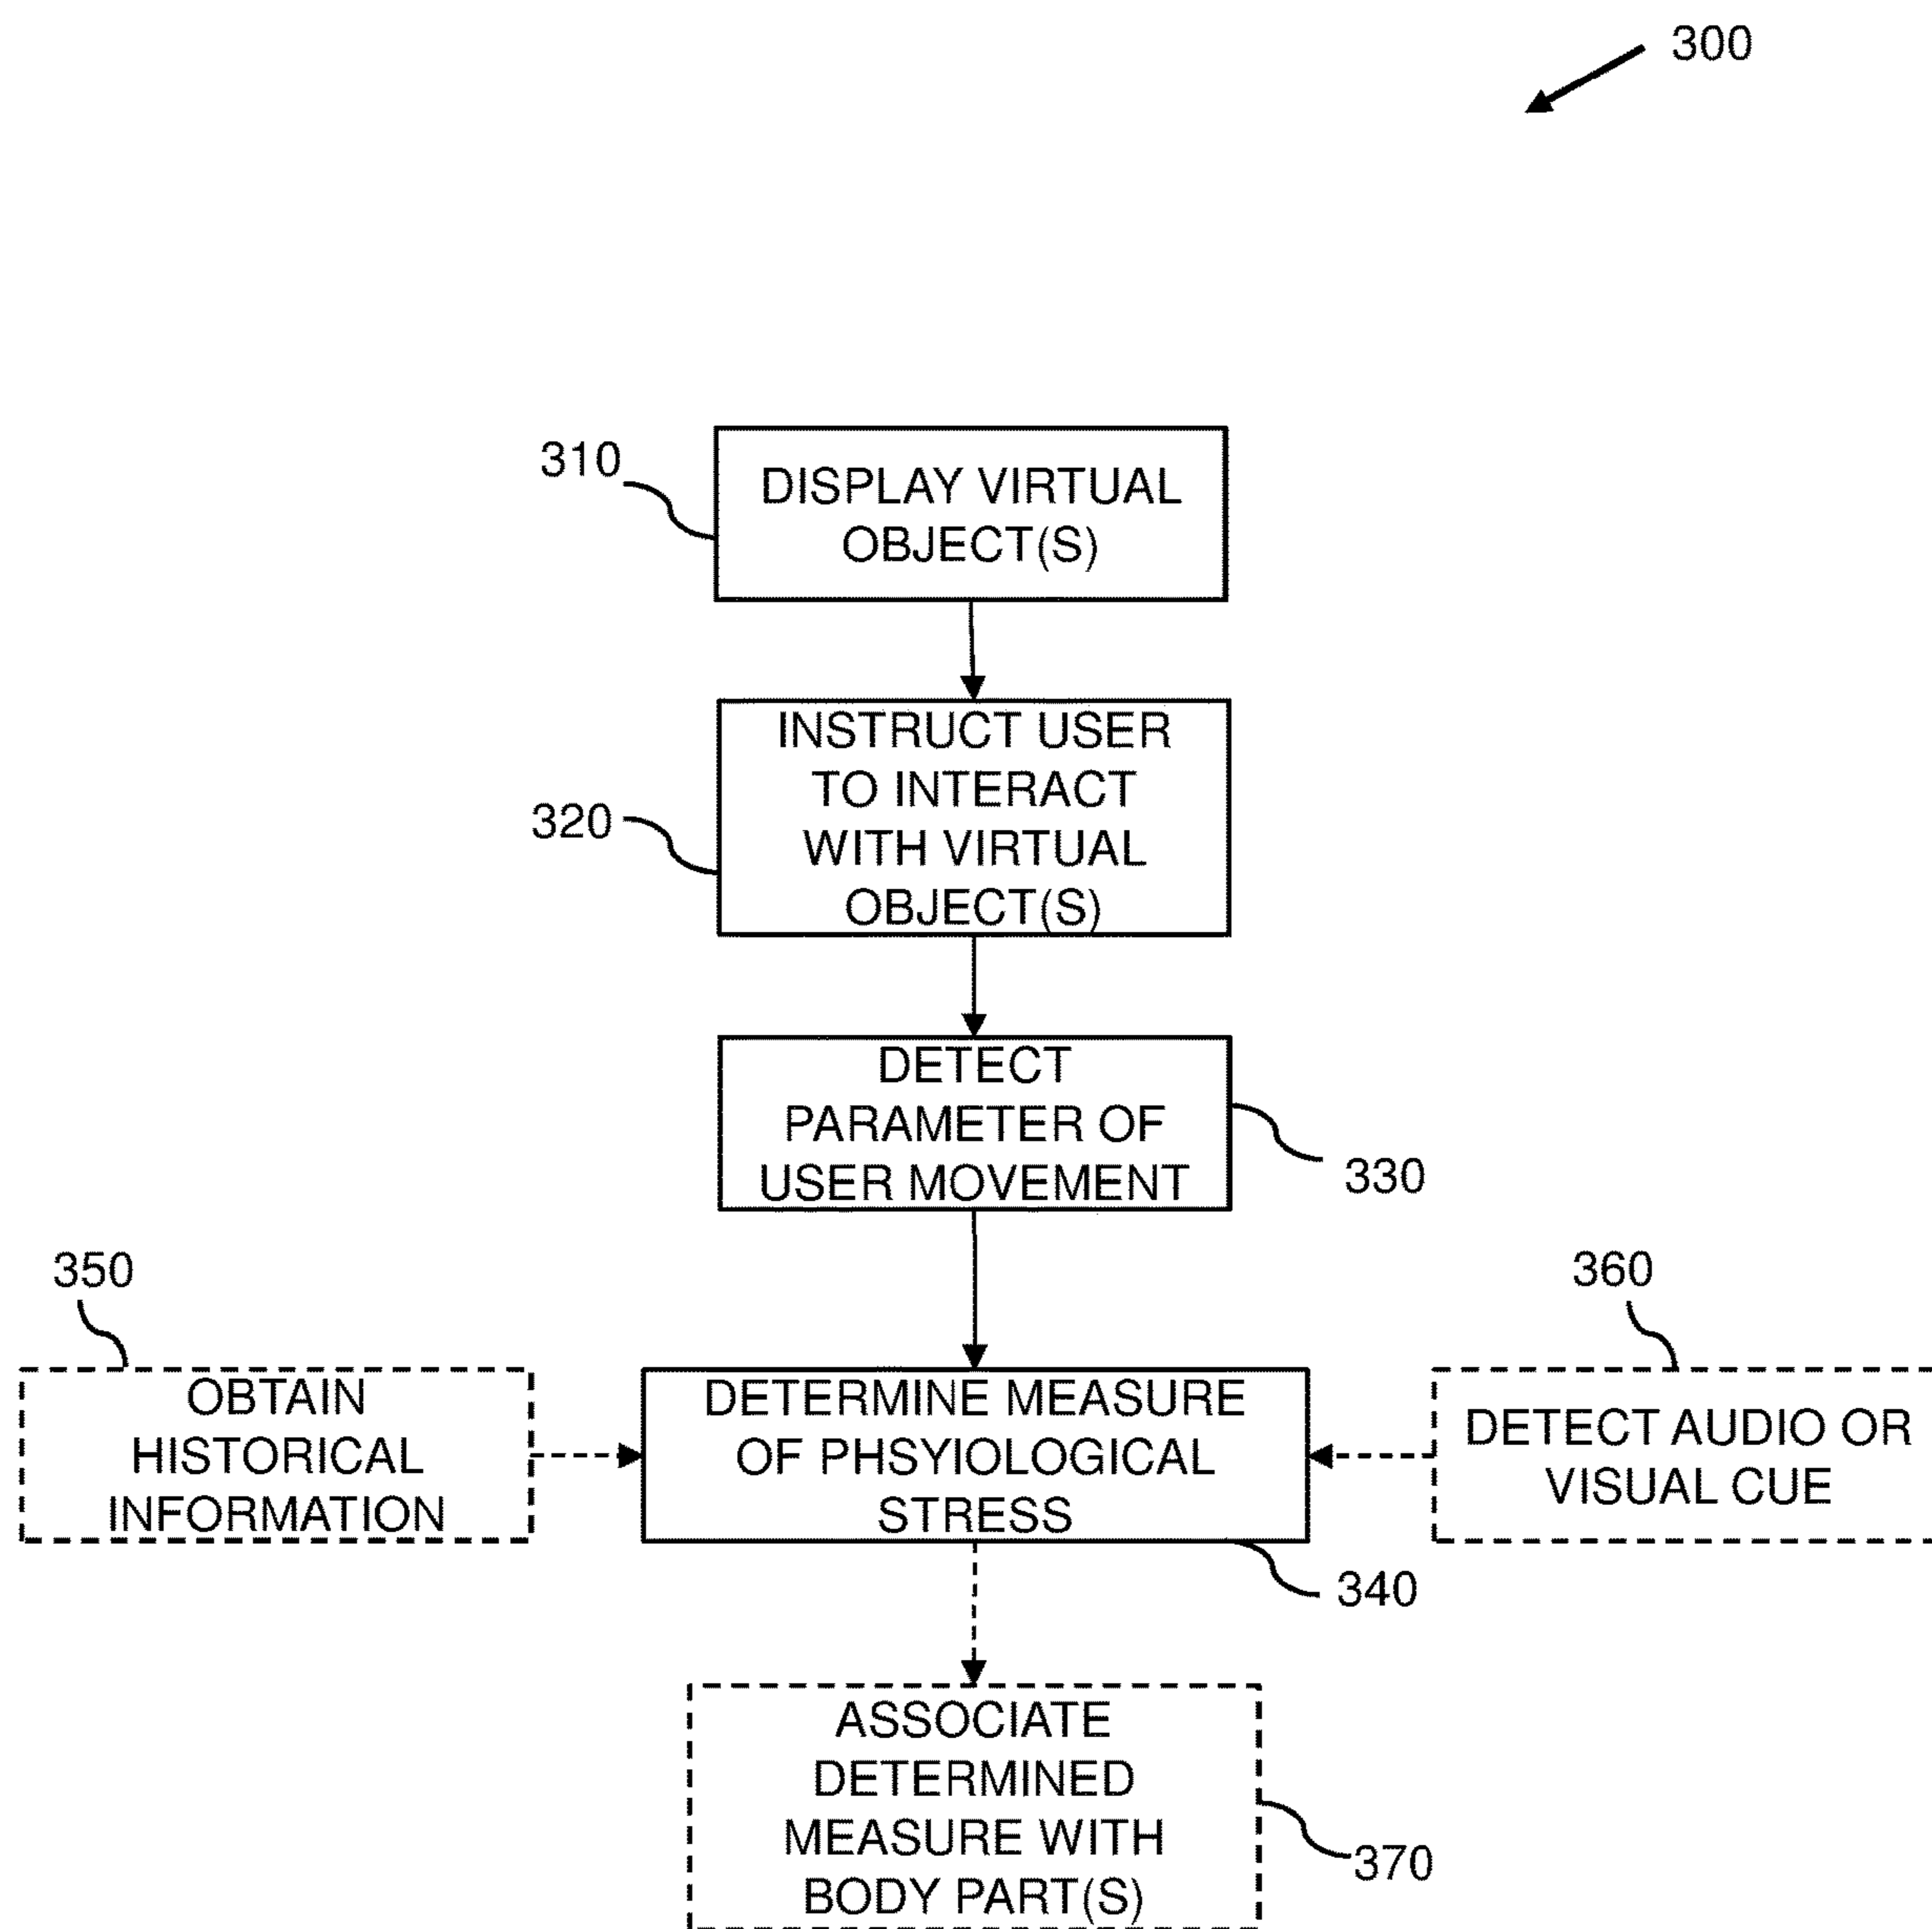 300
310
DISPLAY VIRTUAL
OBJECT(S)
320
INSTRUCT USER
TO INTERACT
WITH VIRTUAL
OBJECT(S)
DETECT
PARAMETER OF
USER MOVEMENT
330
350
OBTAIN
HISTORICAL
INFORMATION
DETERMINE MEASURE
OF PHSYIOLOGICAL
STRESS
340
360
DETECT AUDIO OR
VISUAL CUE
ASSOCIATE
DETERMINED
MEASURE WITH
BODY PART(S)
370